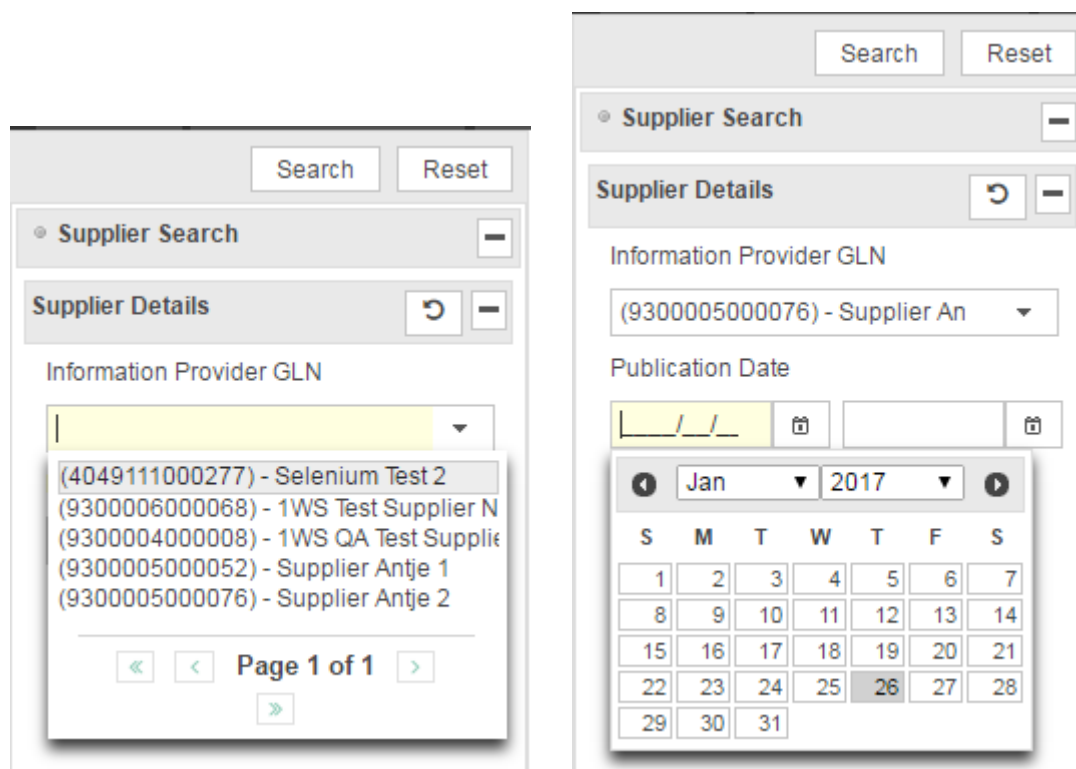 Search Reset
Supplier Search
Supplier Details
Information Provider GLN
(4049111000277) - Selenium Test 2
(9300006000068) - 1WS Test Supplier N
(9300004000008) - 1WS QA Test Supplie
(9300005000052) - Supplier Antje 1
(9300005000076) - Supplier Antje 2
« < Page 1 of 1 >
»
Search Reset
Supplier Search
Supplier Details
Information Provider GLN
(9300005000076) - Supplier An
Publication Date
____/__/__
Jan 2017
S M T W T F S
1 2 3 4 5 6 7
8 9 10 11 12 13 14
15 16 17 18 19 20 21
22 23 24 25 26 27 28
29 30 31